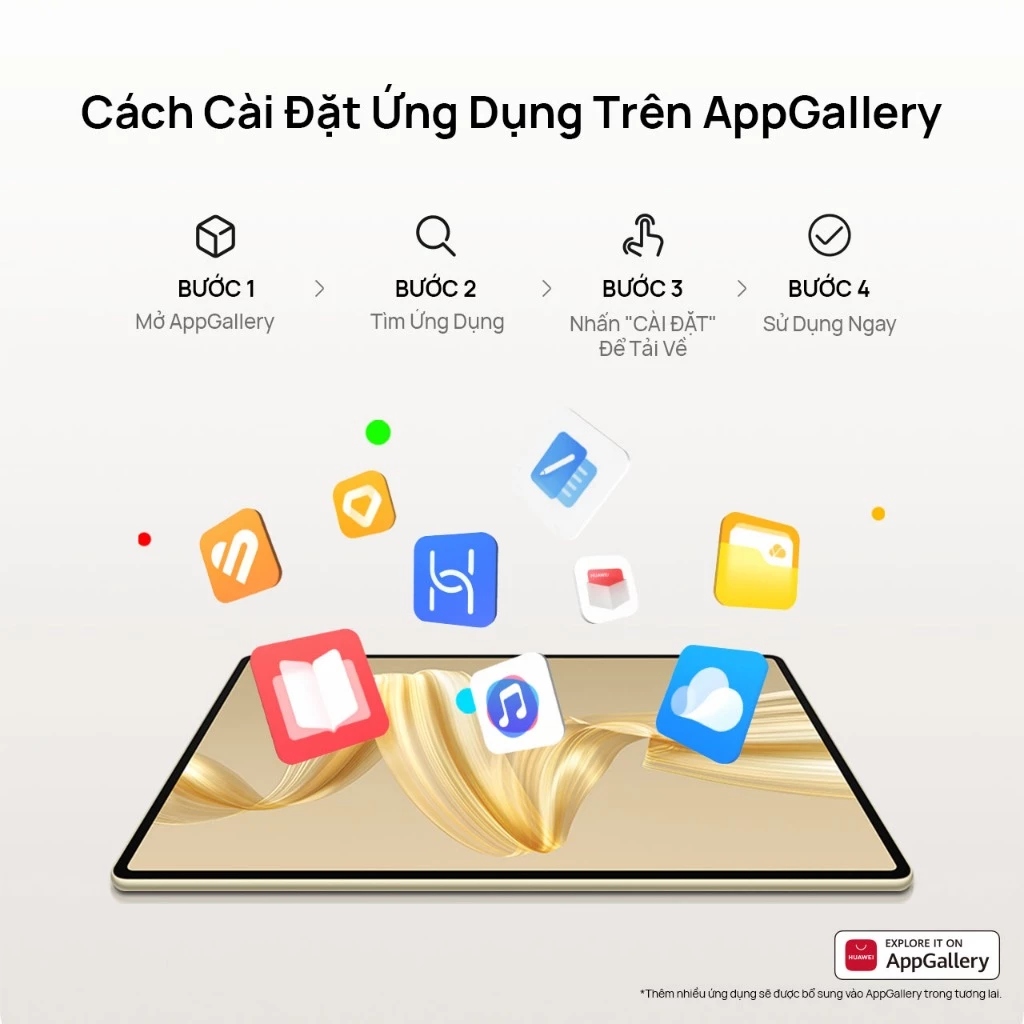 Cách Cài Đặt Ứng Dụng Trên AppGallery
BƯỚC 1
Mở AppGallery
BƯỚC 2
Tìm Ứng Dụng
BƯỚC 3
Nhấn "CÀI ĐẶT"
Để Tải Về
BƯỚC 4
Sử Dụng Ngay
HUAWEI
HUAWEI
EXPLORE IT ON
AppGallery
*Thêm nhiều ứng dụng sẽ được bổ sung vào AppGallery trong tương lai.